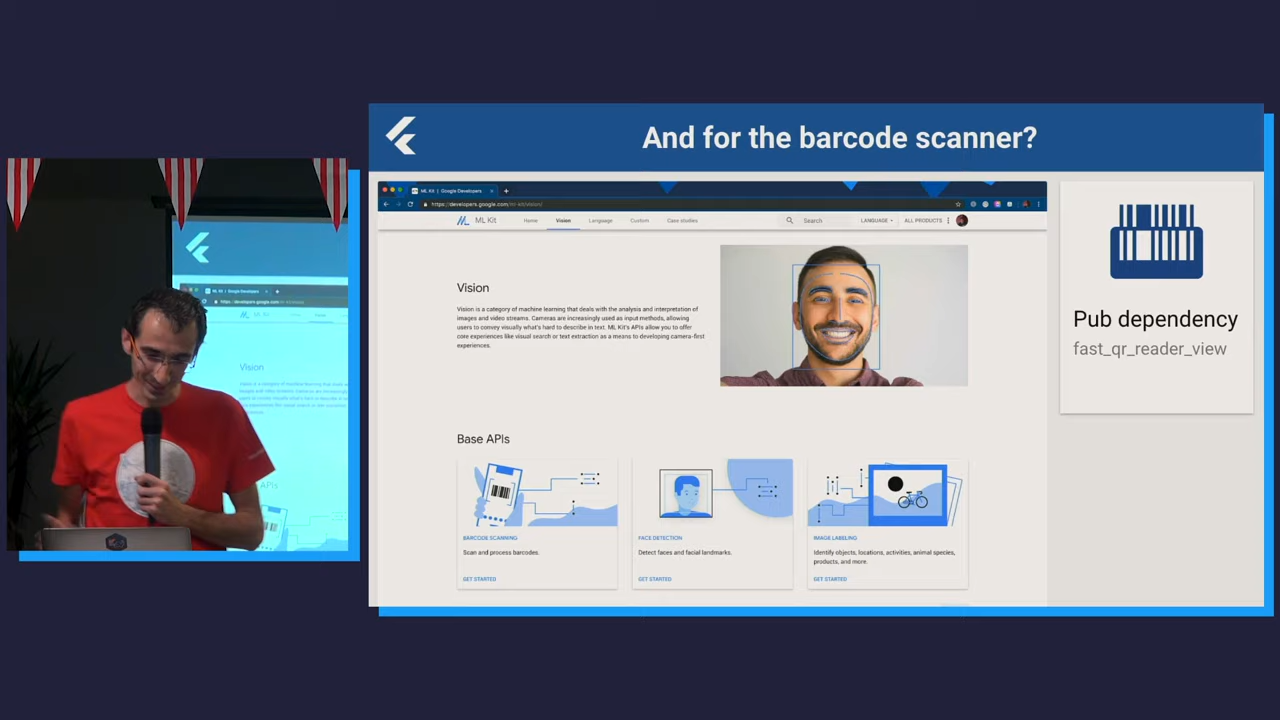 And for the barcode scanner?
ML Kit | Google Developers
https://developers.google.com/ml-kit/vision/
ML Kit
Home
Vision
Language
Custom
Case studies
Search
LANGUAGE
ALL PRODUCTS
Vision
Vision is a category of machine learning that deals with the analysis and interpretation of
images and video streams. Cameras are increasingly used as input methods, allowing
users to convey visually what's hard to describe in text. ML Kit's APIs allow you to offer
core experiences like visual search or text extraction as a means to developing camera-first
experiences.
Base APIs
BARCODE SCANNING
Scan and process barcodes.
GET STARTED
FACE DETECTION
Detect faces and facial landmarks.
GET STARTED
IMAGE LABELING
Identify objects, locations, activities, animal species,
products, and more.
GET STARTED
Pub dependency
fast_qr_reader_view
Vision